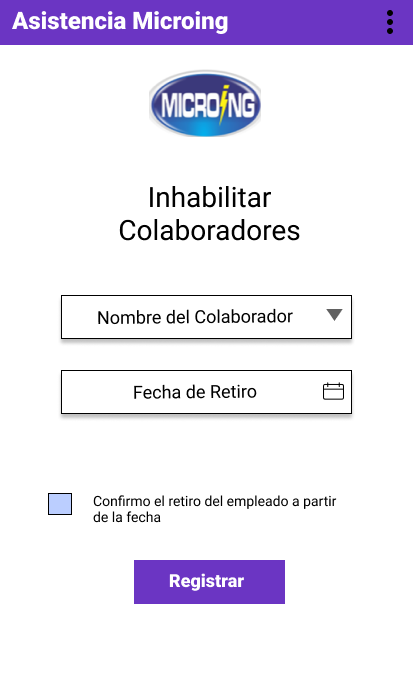 Asistencia Microing
MICROING
Inhabilitar
Colaboradores
Nombre del Colaborador
Fecha de Retiro
Confirmo el retiro del empleado a partir
de la fecha
Registrar